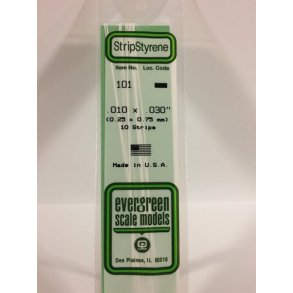 StripStyrene
Item No. Loc. Code
101
.010 x .030"
(0.25 x 0.75 mm)
10 Strips
Made in U.S.A.
evergreen
scale models
Des Plaines, IL 60018